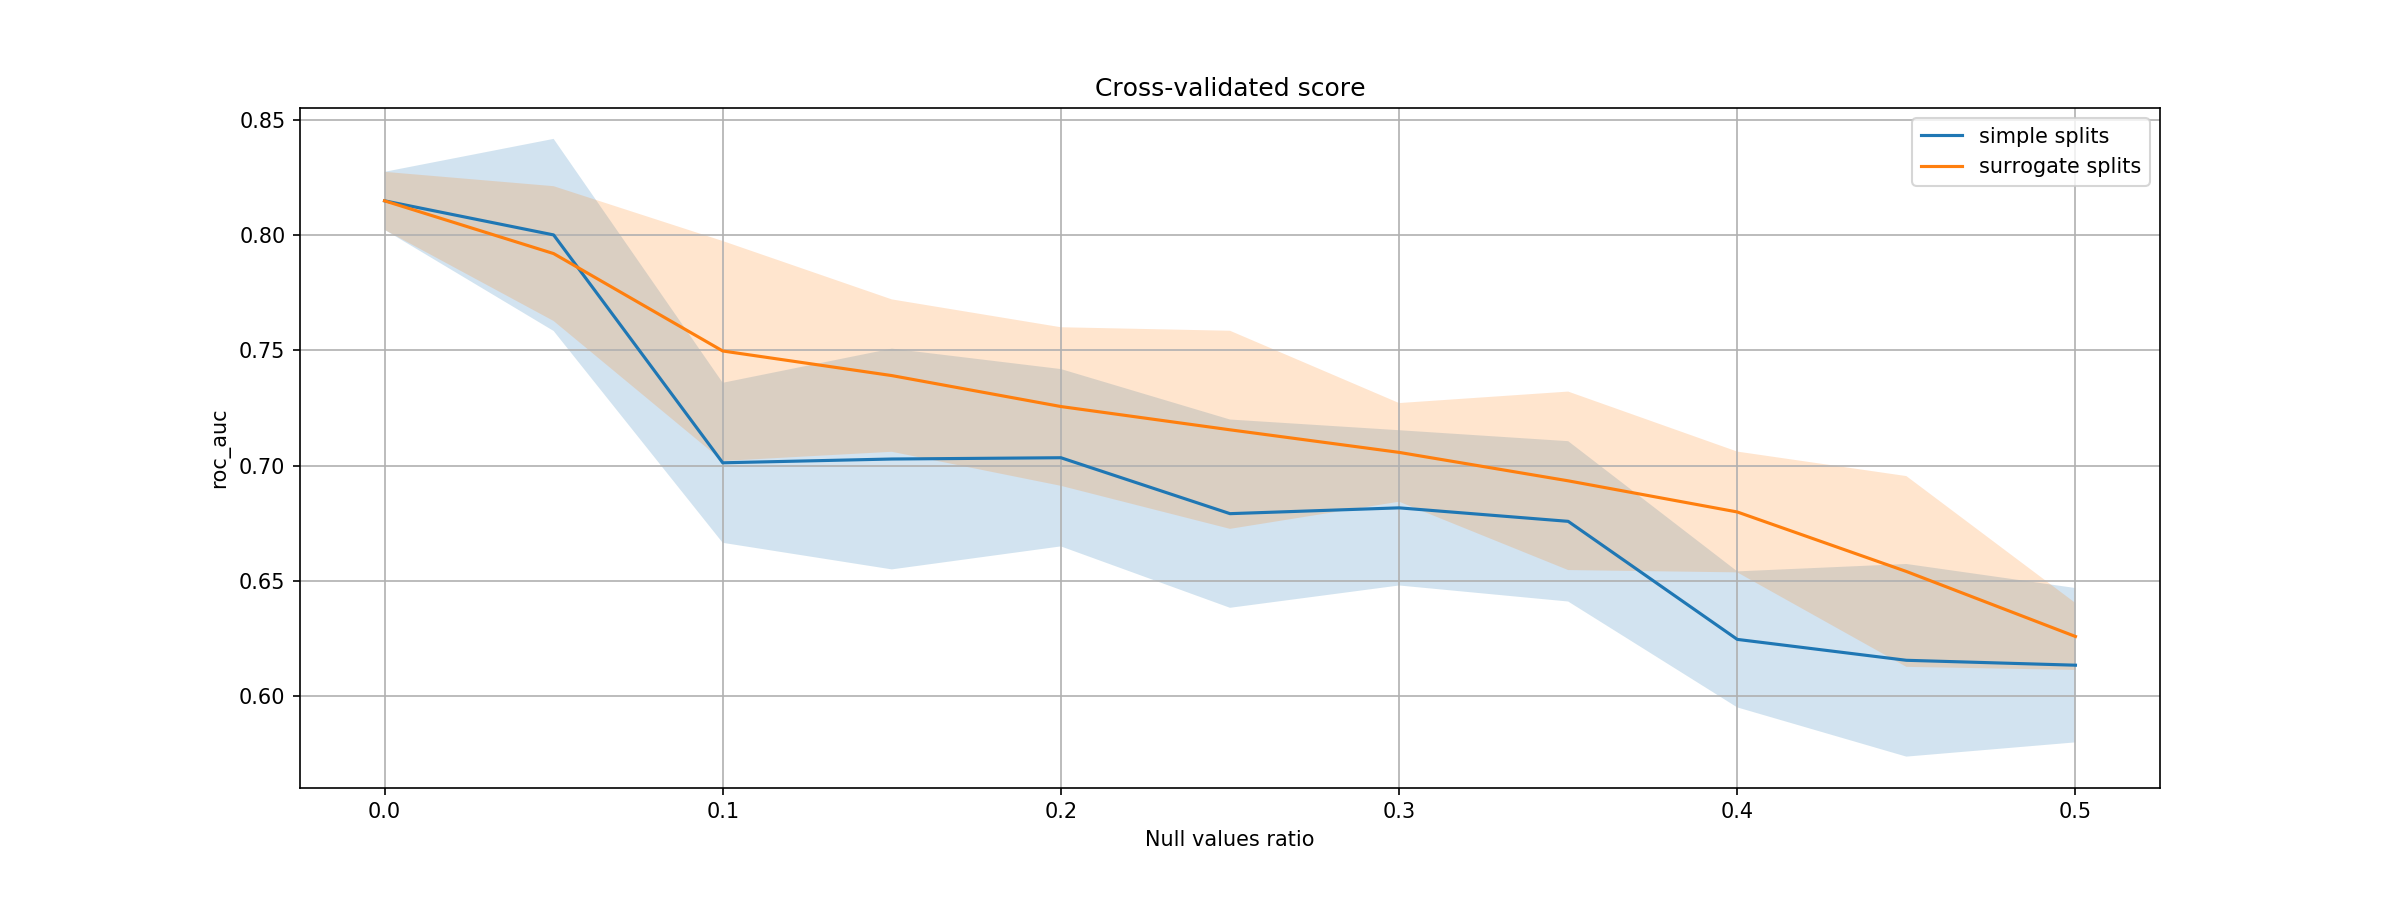 Cross-validated score
simple splits
surrogate splits
0.85
0.80
0.75
0.70
0.65
0.60
roc_auc
0.0 0.1 0.2 0.3 0.4 0.5
Null values ratio